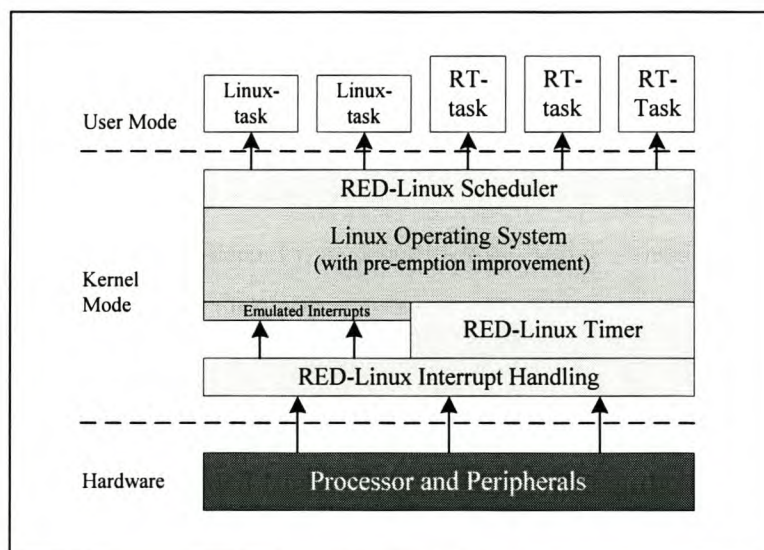 Linux-
task
Linux-
task
RT-
task
RT-
task
RT-
Task
User Mode
RED-Linux Scheduler
Linux Operating System
(with pre-emption improvement)
Kernel
Mode
Emulated Interrupts
RED-Linux Timer
RED-Linux Interrupt Handling
Hardware
Processor and Peripherals